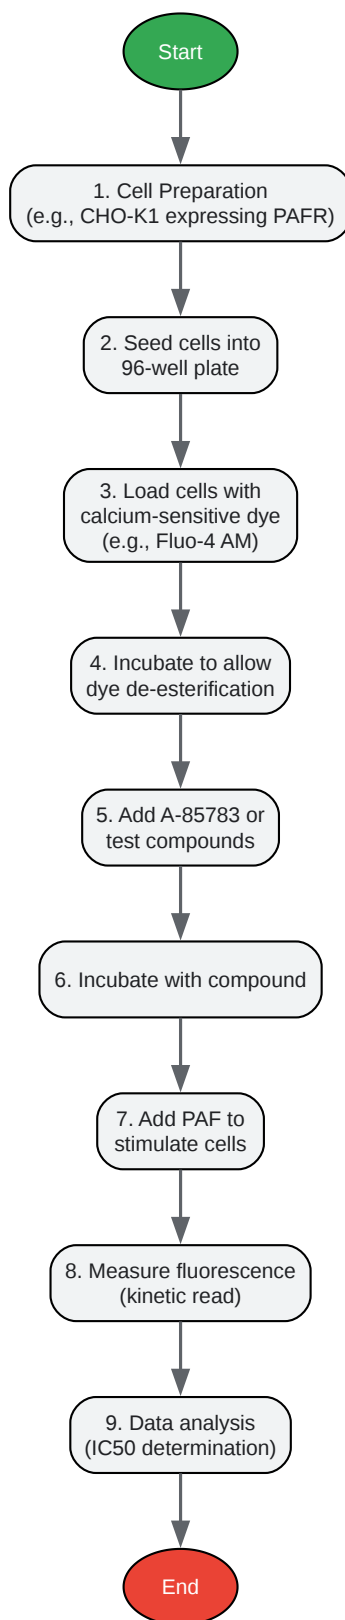 Start
1. Cell Preparation
(e.g., CHO-K1 expressing PAFR)
2. Seed cells into
96-well plate
3. Load cells with
calcium-sensitive dye
(e.g., Fluo-4 AM)
4. Incubate to allow
dye de-esterification
5. Add A-85783 or
test compounds
6. Incubate with compound
7. Add PAF to
stimulate cells
8. Measure fluorescence
(kinetic read)
9. Data analysis
(IC50 determination)
End